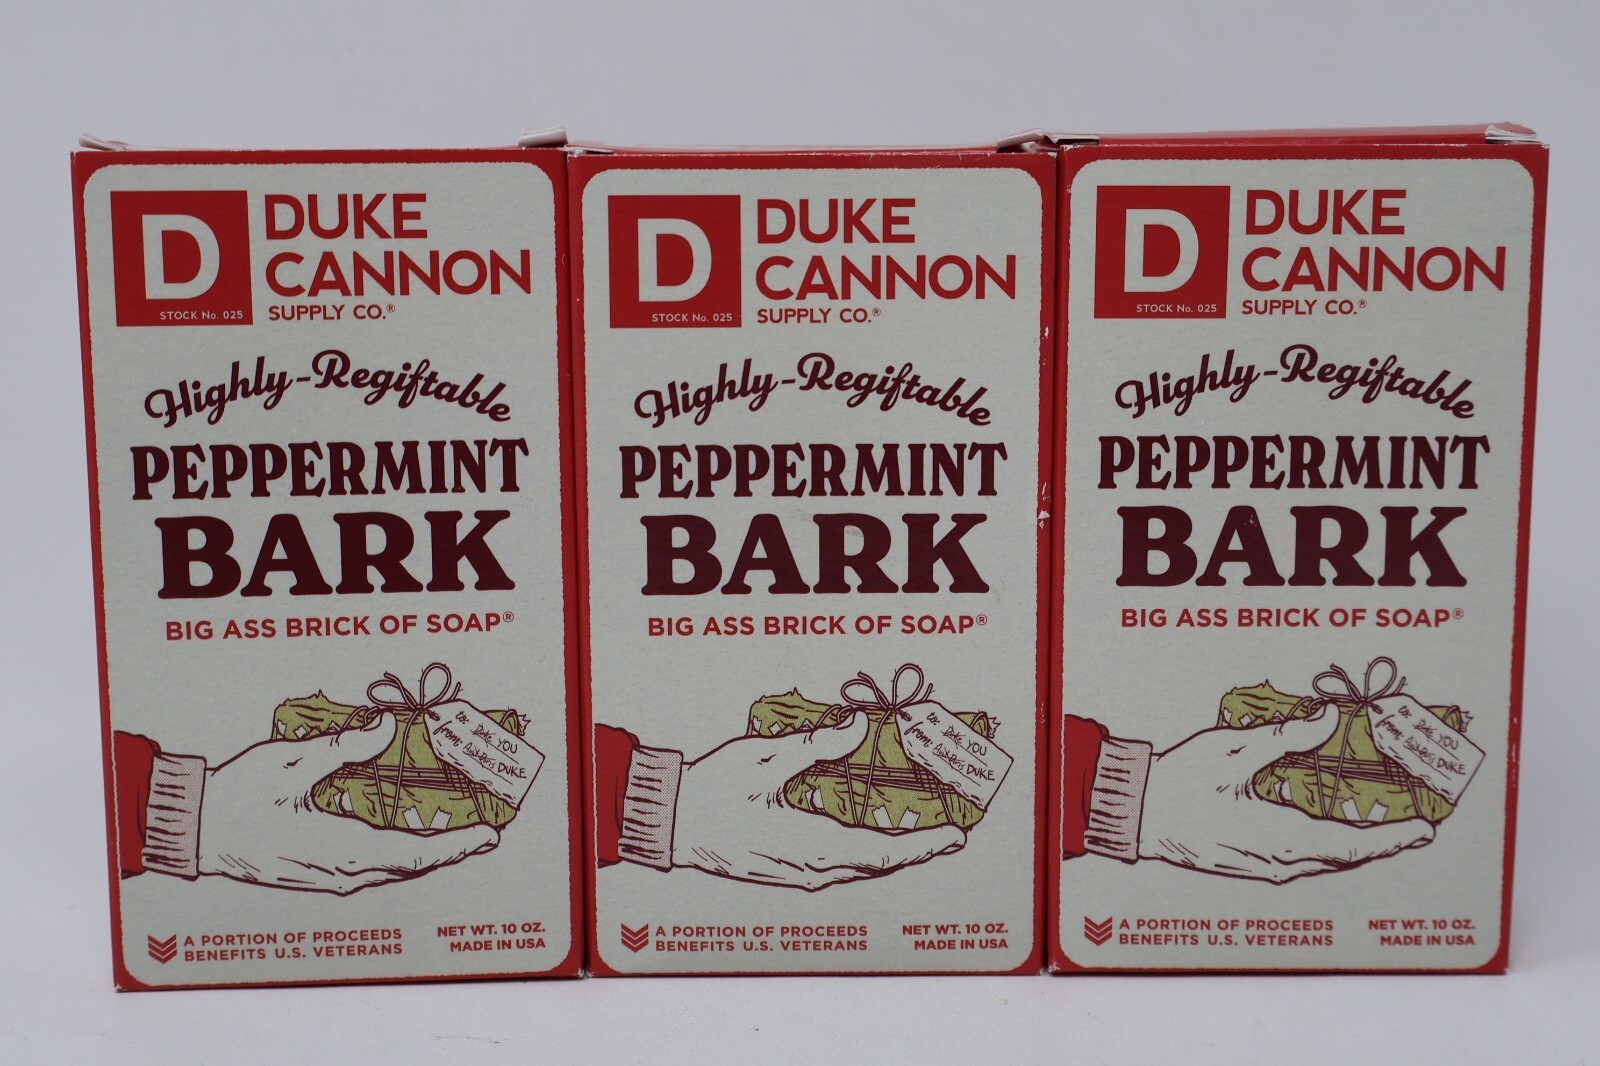 D
STOCK No. 025
DUKE
CANNON
SUPPLY CO.®
Highly-Regiftable
PEPPERMINT
BARK
BIG ASS BRICK OF SOAP®
to: Duke YOU
from: DUKE
A PORTION OF PROCEEDS
BENEFITS U.S. VETERANS
NET WT. 10 OZ.
MADE IN USA
D
STOCK No. 025
DUKE
CANNON
SUPPLY CO.®
Highly-Regiftable
PEPPERMINT
BARK
BIG ASS BRICK OF SOAP®
to: Duke YOU
from: DUKE
A PORTION OF PROCEEDS
BENEFITS U.S. VETERANS
NET WT. 10 OZ.
MADE IN USA
D
STOCK No. 025
DUKE
CANNON
SUPPLY CO.®
Highly-Regiftable
PEPPERMINT
BARK
BIG ASS BRICK OF SOAP®
to: Duke YOU
from: DUKE
A PORTION OF PROCEEDS
BENEFITS U.S. VETERANS
NET WT. 10 OZ.
MADE IN USA